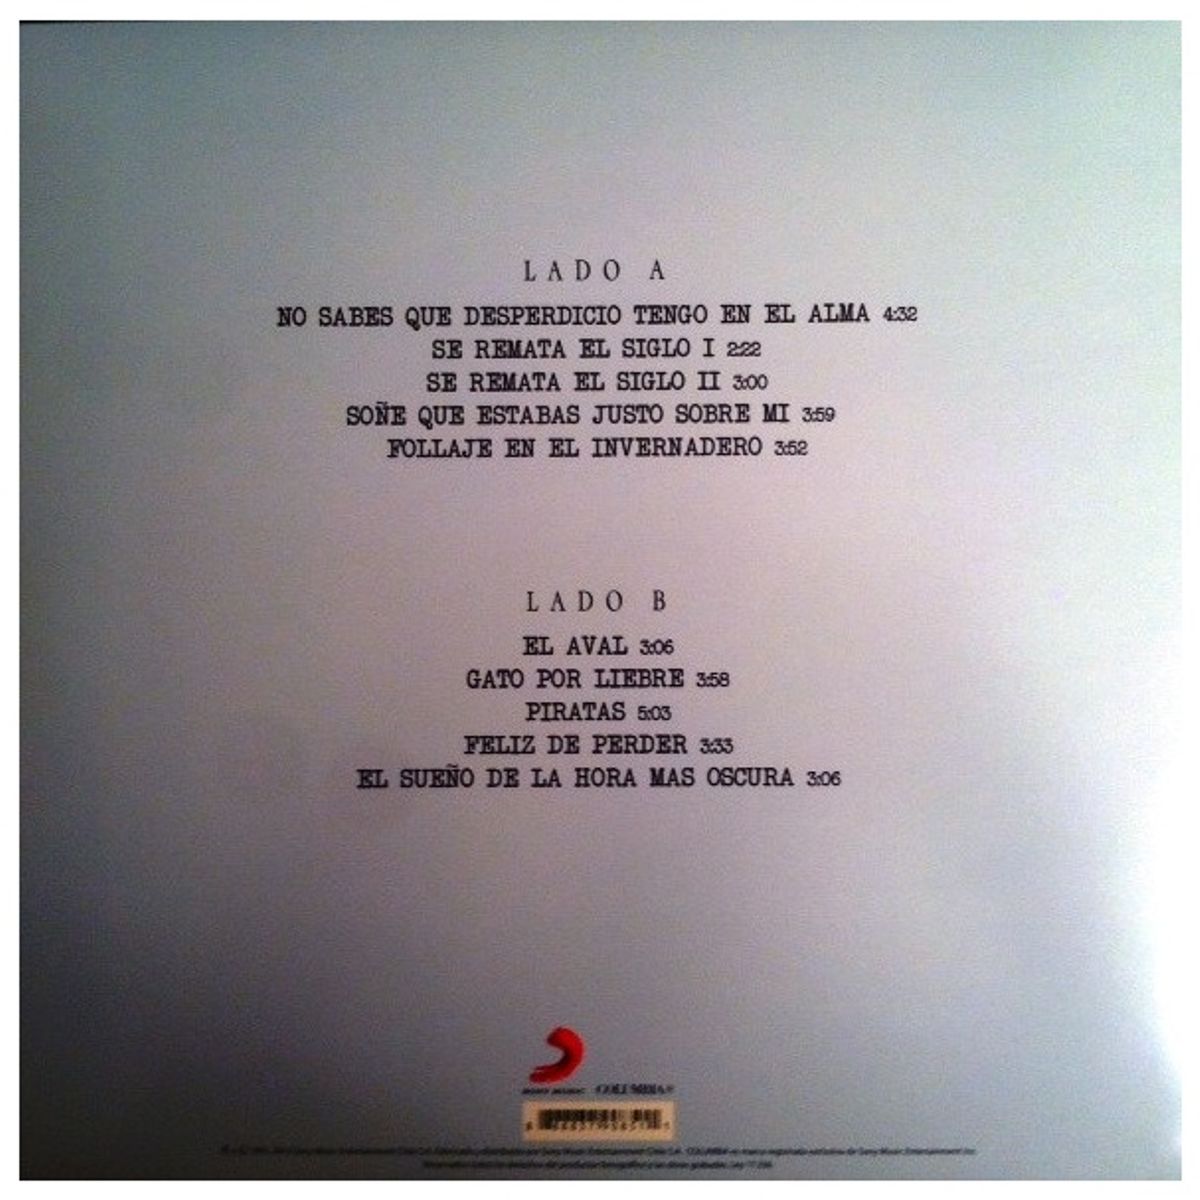 LADO A
NO SABES QUE DESPERDICIO TENGO EN EL ALMA 4:32
SE REMATA EL SIGLO I 2:22
SE REMATA EL SIGLO II 3:00
SOÑE QUE ESTABAS JUSTO SOBRE MI 3:59
FOLLAJE EN EL INVERNADERO 3:52
LADO B
EL AVAL 3:06
GATO POR LIEBRE 3:58
PIRATAS 5:03
FELIZ DE PERDER 3:33
EL SUEÑO DE LA HORA MAS OSCURA 3:06
SONY MUSIC COLUMBIA®